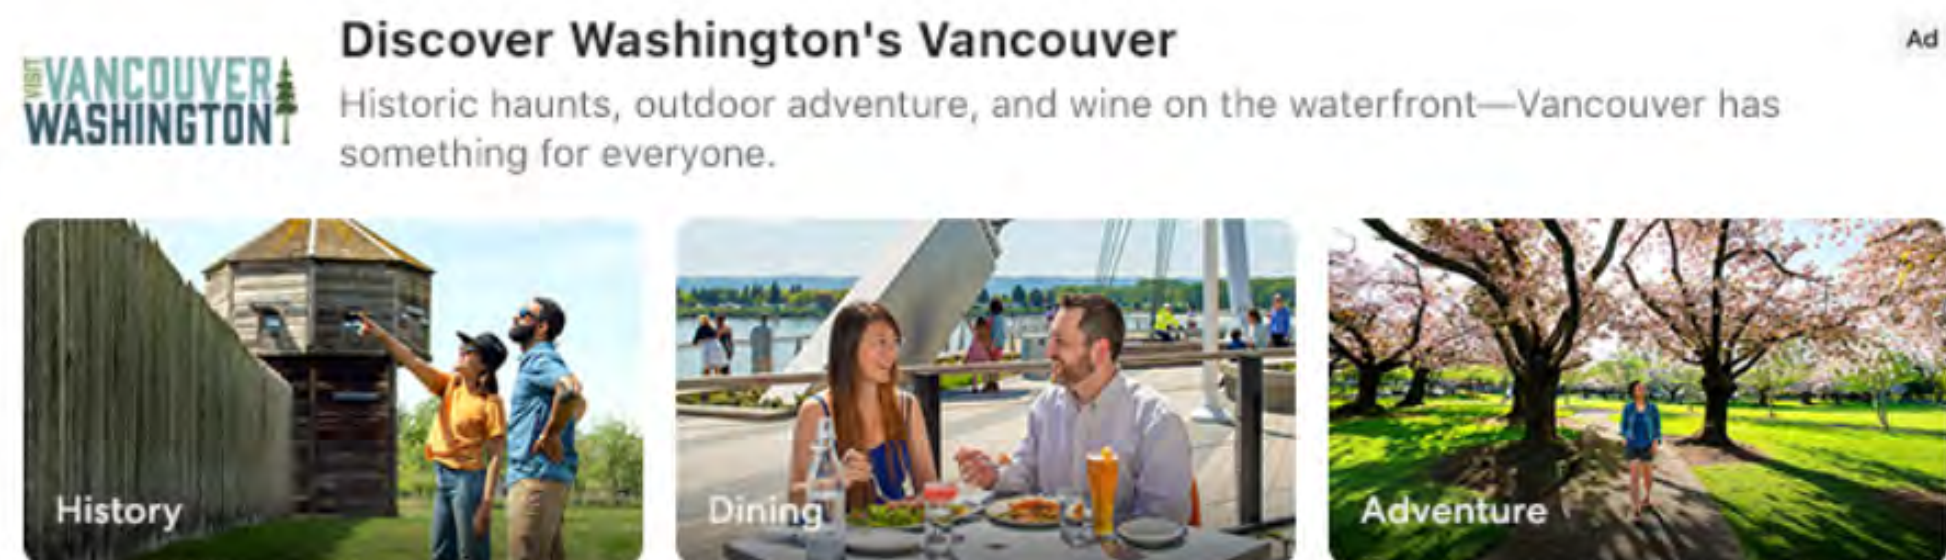 VISIT
VANCOUVER
WASHINGTON
Discover Washington's Vancouver
Ad
Historic haunts, outdoor adventure, and wine on the waterfront—Vancouver has
something for everyone.
History
Dining
Adventure